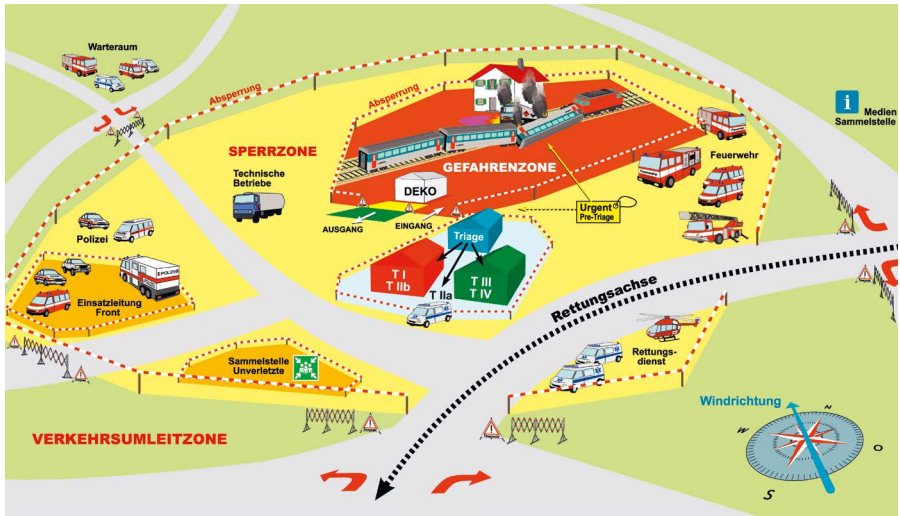 Warteraum
Absperrung
Absperrung
i
Medien
Sammelstelle
SPERRZONE
GEFAHRENZONE
Feuerwehr
FEUERWEHR
Technische
Betriebe
DEKO
AUSGANG
EINGANG
Urgent
Pre-Triage
Polizei
POLIZEI
Triage
T I
T IIb
T III
T IV
T IIa
Einsatzleitung
Front
Rettungsachse
Rettungs-
dienst
Sammelstelle
Unverletzte
Windrichtung
N
W
O
S
VERKEHRSUMLEITZONE